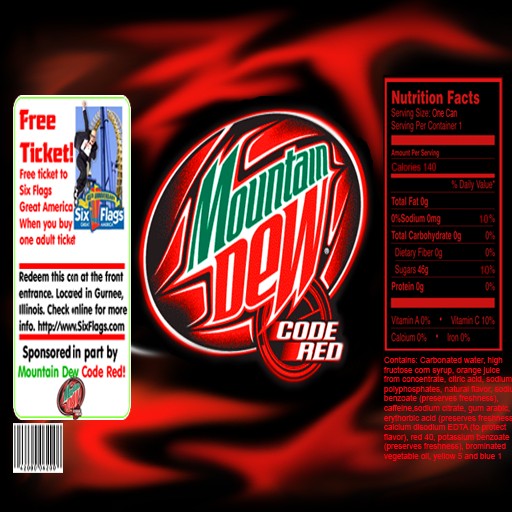 Free
Ticket!
Free ticket to
Six Flags
Great America
When you buy
one adult ticket
Six Flags
GREAT AMERICA
Redeem this can at the front
entrance. Located in Gurnee,
Illinois. Check online for more
info. http://www.SixFlags.com
Sponsored in part by
Mountain Dew Code Red!
Mountain
Dew
CODE
RED
Nutrition Facts
Serving Size, One Can
Serving Per Container 1
Amount Per Serving
Calories 140
% Daily Value*
Total Fat 0g
0%Sodium 0mg 10%
Total Carbohydrate 0g 0%
Dietary Fiber 0g 0%
Sugars 46g 10%
Protein 0g 0%
Vitamin A 0% • Vitamin C 10%
Calcium 0% • Iron 0%
Contains: Carbonated water, high
fructose corn syrup, orange juice
from concentrate, citric acid, sodium
polyphosphates, natural flavor,
benzoate (preserves freshness),
caffeine,sodium citrate, gum arabic,
erythorbic acid (preserves freshness
calcium disodium EDTA (to protect
flavor), red 40, potassium benzoate
(preserves freshness), brominated
vegetable oil, yellow 5 and blue 1